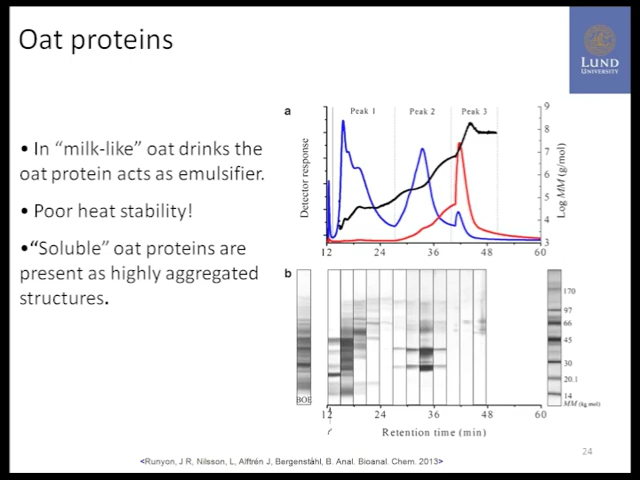 Oat proteins
LUND
UNIVERSITY
• In “milk-like” oat drinks the
oat protein acts as emulsifier.
• Poor heat stability!
•“Soluble” oat proteins are
present as highly aggregated
structures.
a
Peak 1 Peak 2 Peak 3
Detector response
Log MM (g/mol)
9
8
7
6
5
4
3
12 24 36 48 60
b
BOE
170
97
66
45
30
20.1
14
MM (kg mol)
12 24 36 48 60
Retention time (min)
24
<Runyon, J R, Nilsson, L, Alftrén J, Bergenståhl, B. Anal. Bioanal. Chem. 2013>